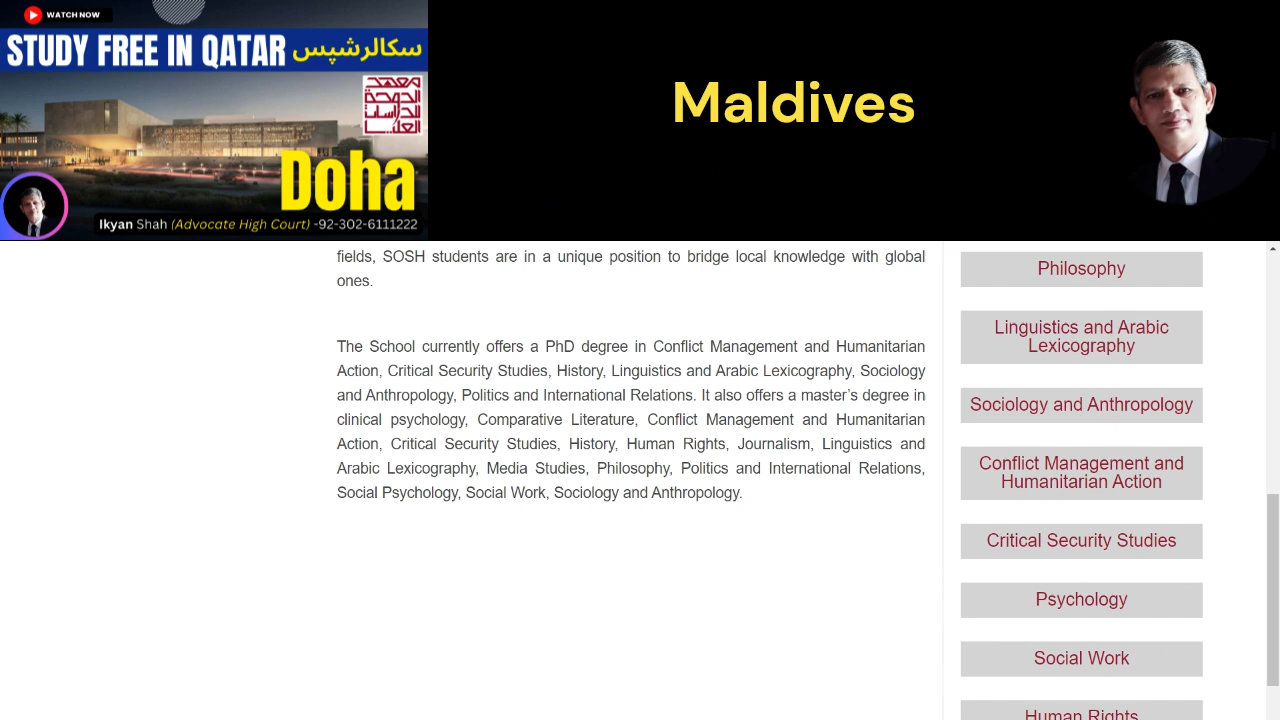 WATCH NOW
STUDY FREE IN QATAR سکالرشپس
معهد
الدوحة
للدراسات
العليا
Doha
Ikyan Shah (Advocate High Court) -92-302-6111222
Maldives
fields, SOSH students are in a unique position to bridge local knowledge with global
ones.
The School currently offers a PhD degree in Conflict Management and Humanitarian
Action, Critical Security Studies, History, Linguistics and Arabic Lexicography, Sociology
and Anthropology, Politics and International Relations. It also offers a master’s degree in
clinical psychology, Comparative Literature, Conflict Management and Humanitarian
Action, Critical Security Studies, History, Human Rights, Journalism, Linguistics and
Arabic Lexicography, Media Studies, Philosophy, Politics and International Relations,
Social Psychology, Social Work, Sociology and Anthropology.
Philosophy
Linguistics and Arabic
Lexicography
Sociology and Anthropology
Conflict Management and
Humanitarian Action
Critical Security Studies
Psychology
Social Work
Human Rights